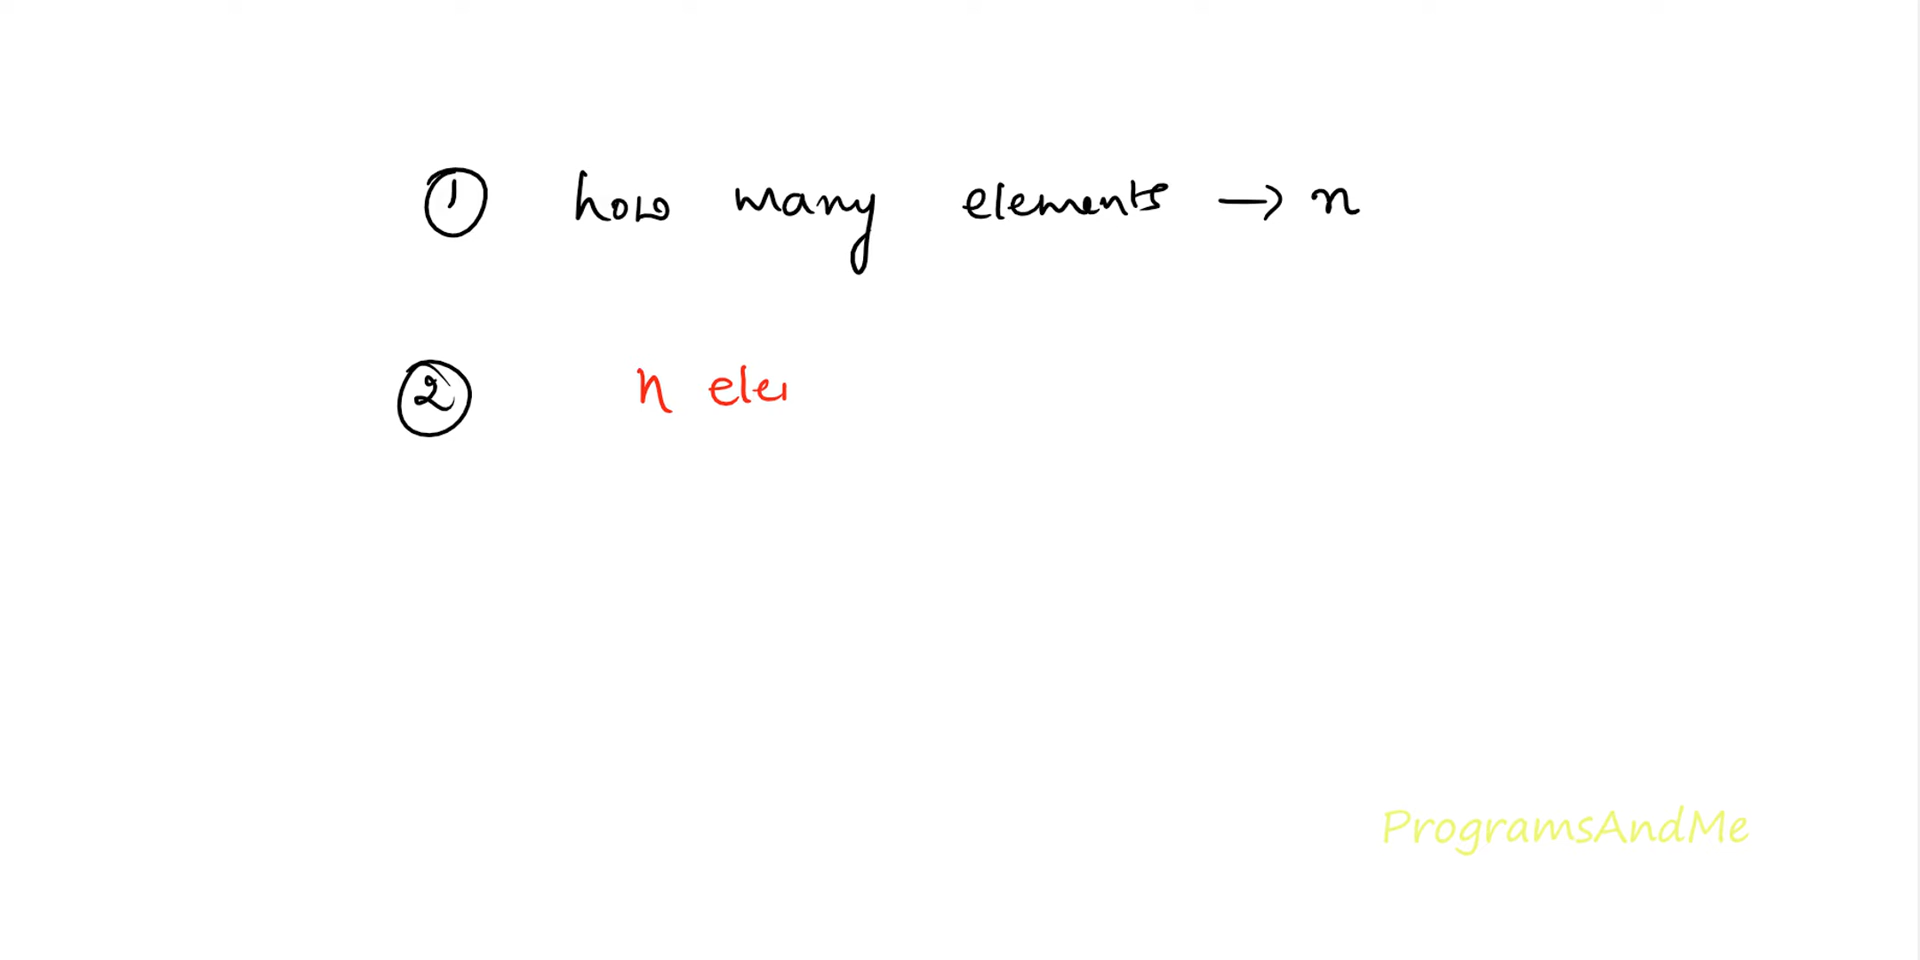 ① how many elements → n
② n ele
ProgramsAndMe